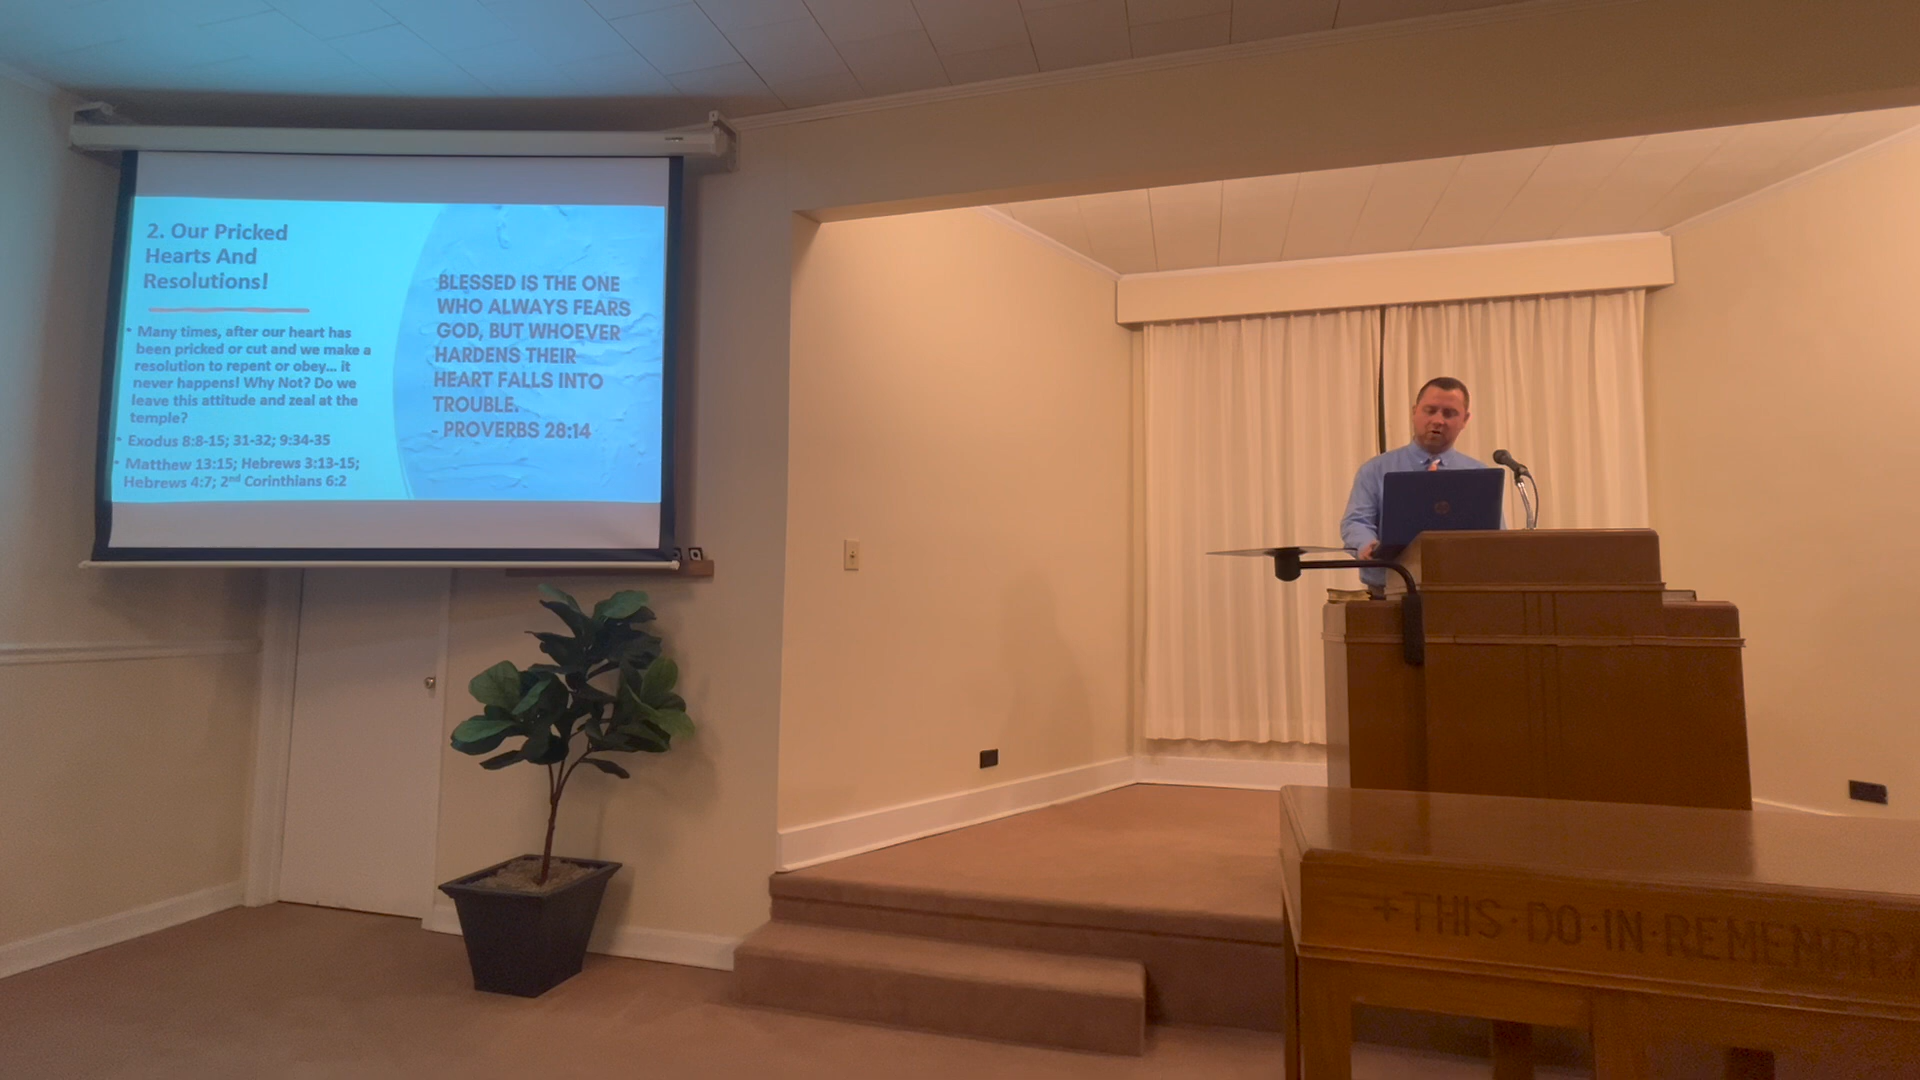 2. Our Pricked
Hearts And
Resolutions!
• Many times, after our heart has
been pricked or cut and we make a
resolution to repent or obey... it
never happens! Why Not? Do we
leave this attitude and zeal at the
temple?
• Exodus 8:8-15; 31-32; 9:34-35
• Matthew 13:15; Hebrews 3:13-15;
Hebrews 4:7; 2nd Corinthians 6:2
BLESSED IS THE ONE
WHO ALWAYS FEARS
GOD, BUT WHOEVER
HARDENS THEIR
HEART FALLS INTO
TROUBLE.
- PROVERBS 28:14
hp
+THIS·DO·IN·REMEMBRA